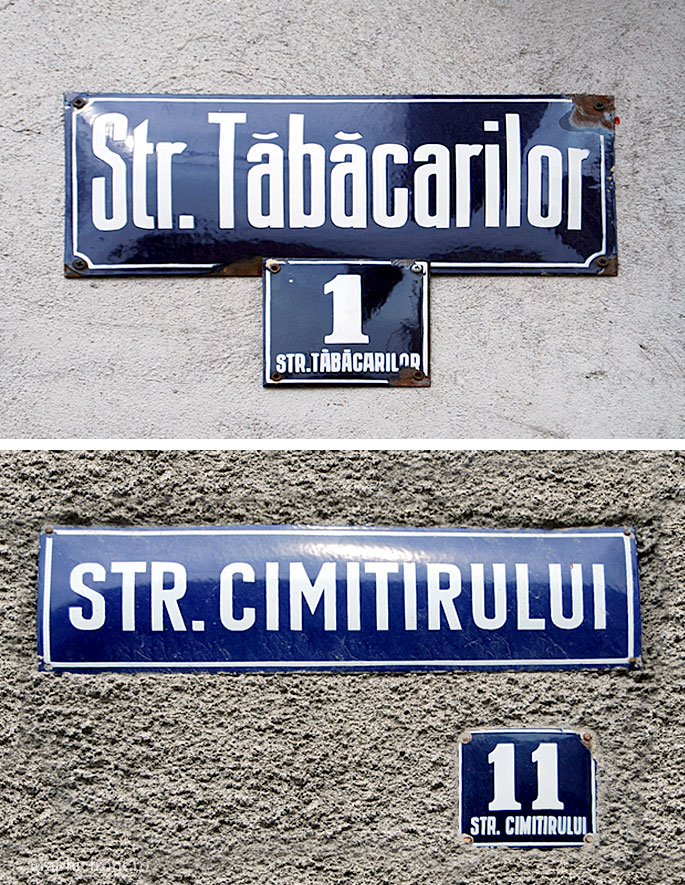 Str. Tăbăcarilor
1
STR.TĂBĂCARILOR
STR. CIMITIRULUI
11
STR. CIMITIRULUI